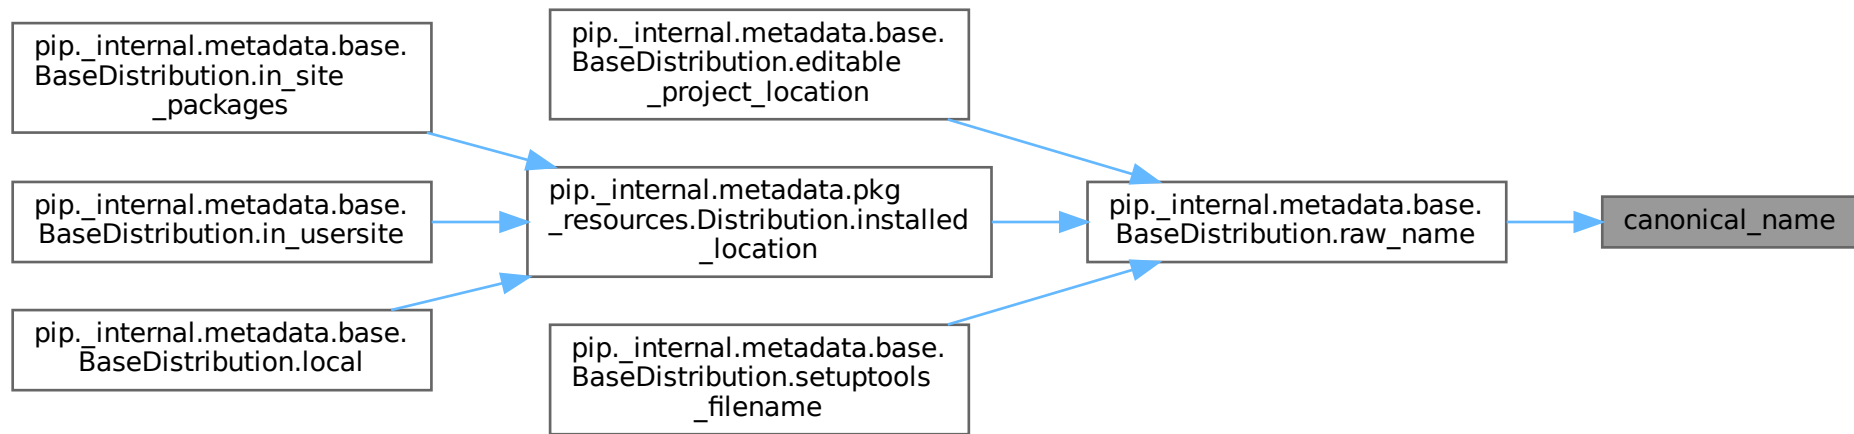 pip._internal.metadata.base.
BaseDistribution.in_site
_packages
pip._internal.metadata.base.
BaseDistribution.in_usersite
pip._internal.metadata.base.
BaseDistribution.local
pip._internal.metadata.base.
BaseDistribution.editable
_project_location
pip._internal.metadata.pkg
_resources.Distribution.installed
_location
pip._internal.metadata.base.
BaseDistribution.setuptools
_filename
pip._internal.metadata.base.
BaseDistribution.raw_name
canonical_name